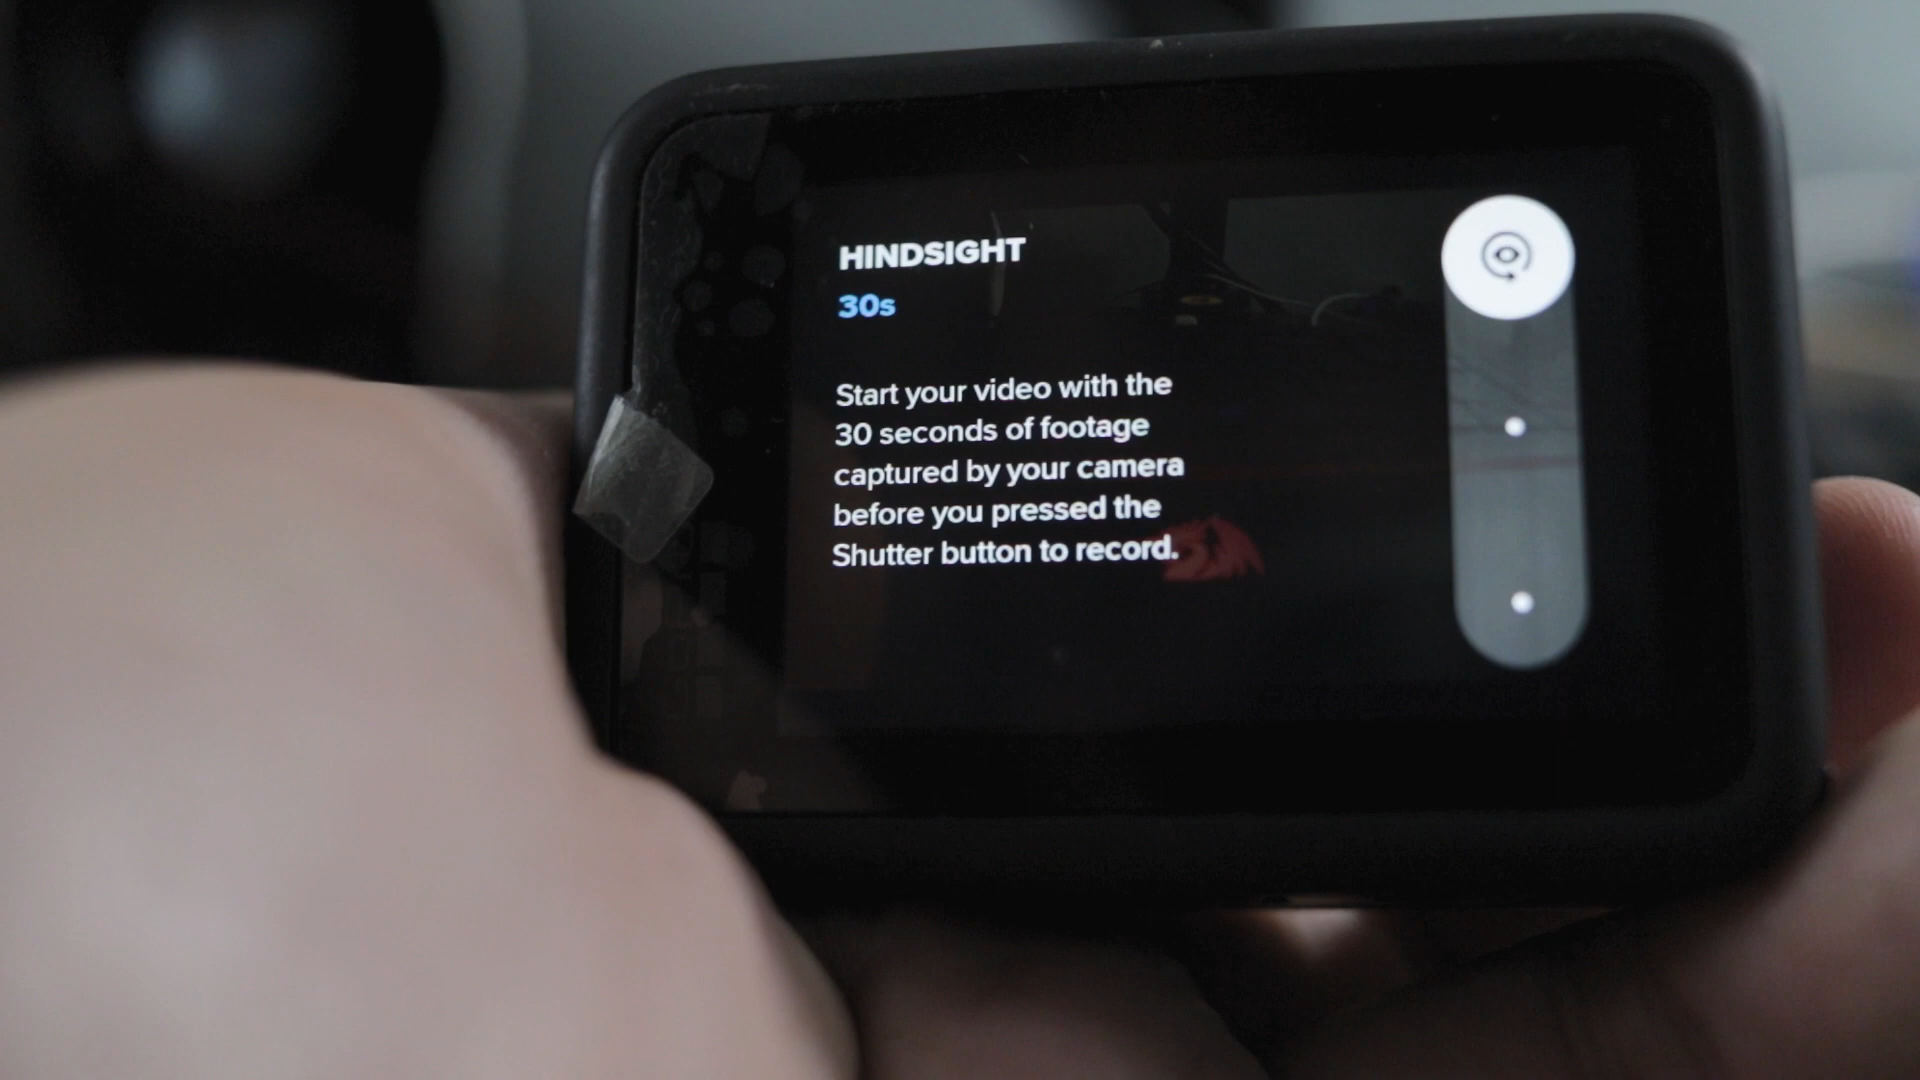 HINDSIGHT
30s
Start your video with the
30 seconds of footage
captured by your camera
before you pressed the
Shutter button to record.